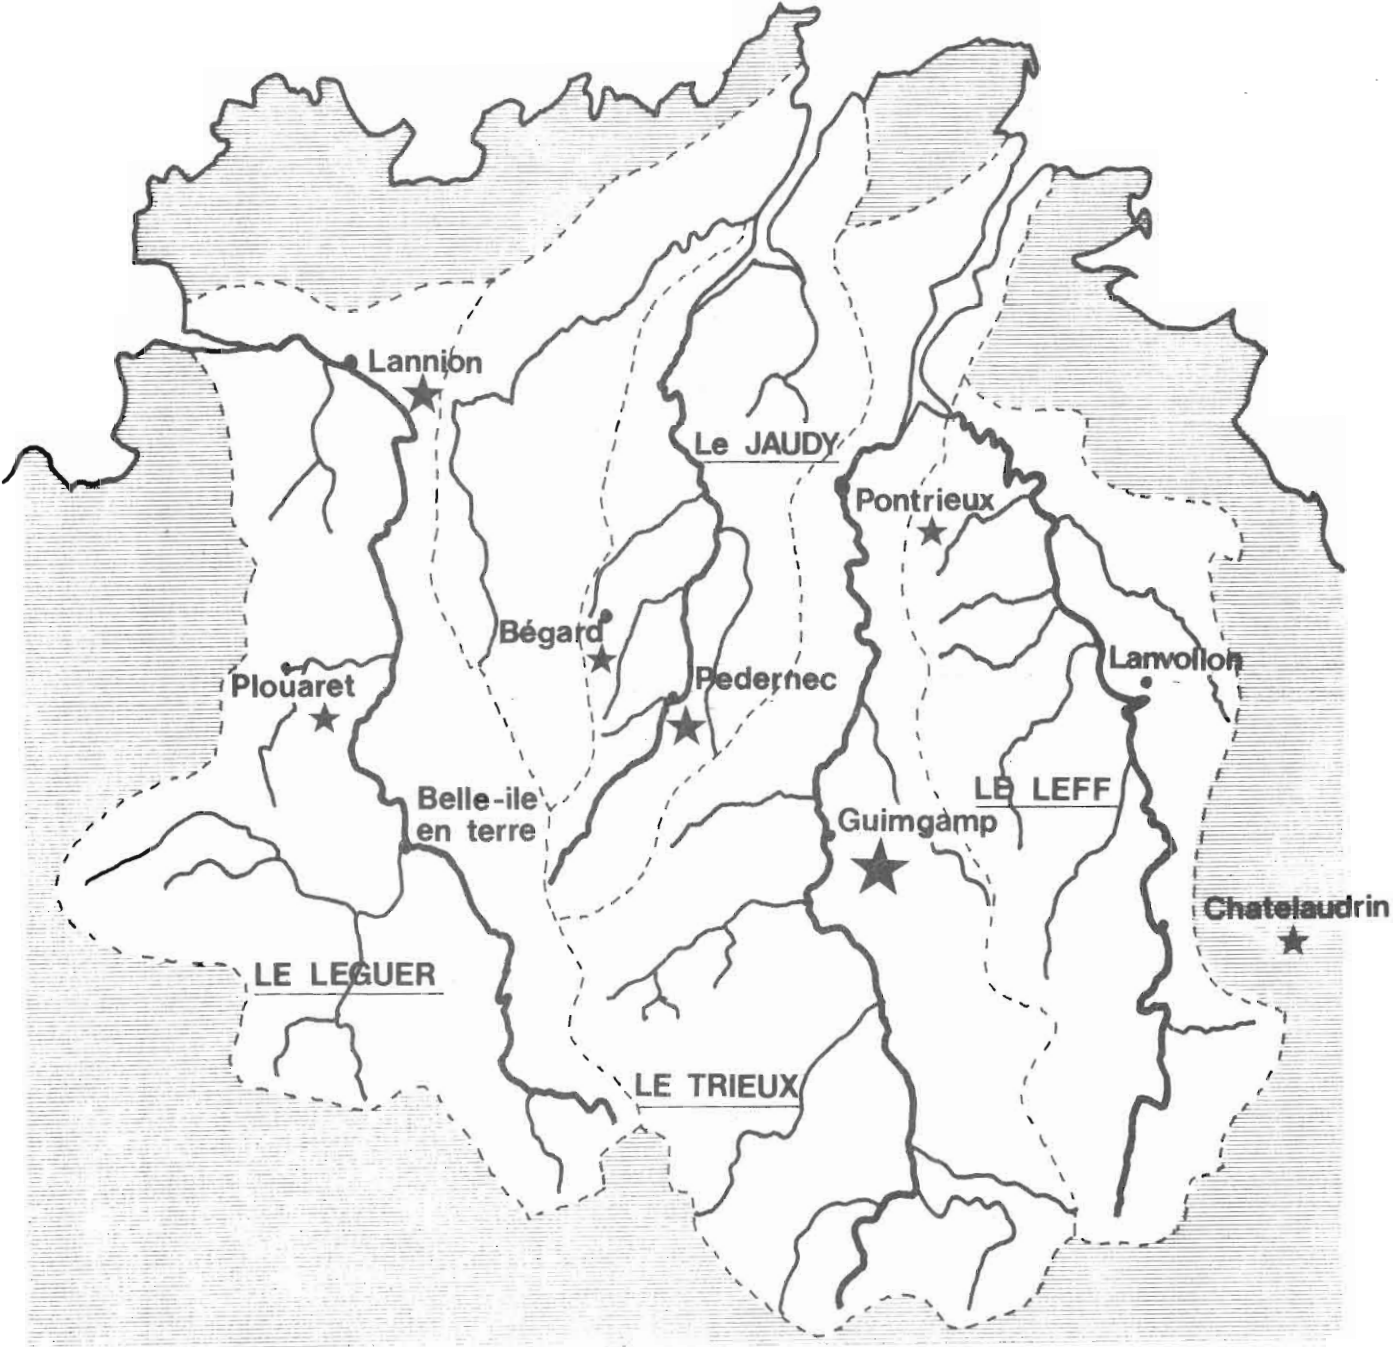 Lannion
Le JAUDY
Pontrieux
Bégard
Lanvollon
Pedernec
Plouaret
LE LEFF
Belle-ile
en terre
Guimgamp
Chatelaudrin
LE LEGUER
LE TRIEUX